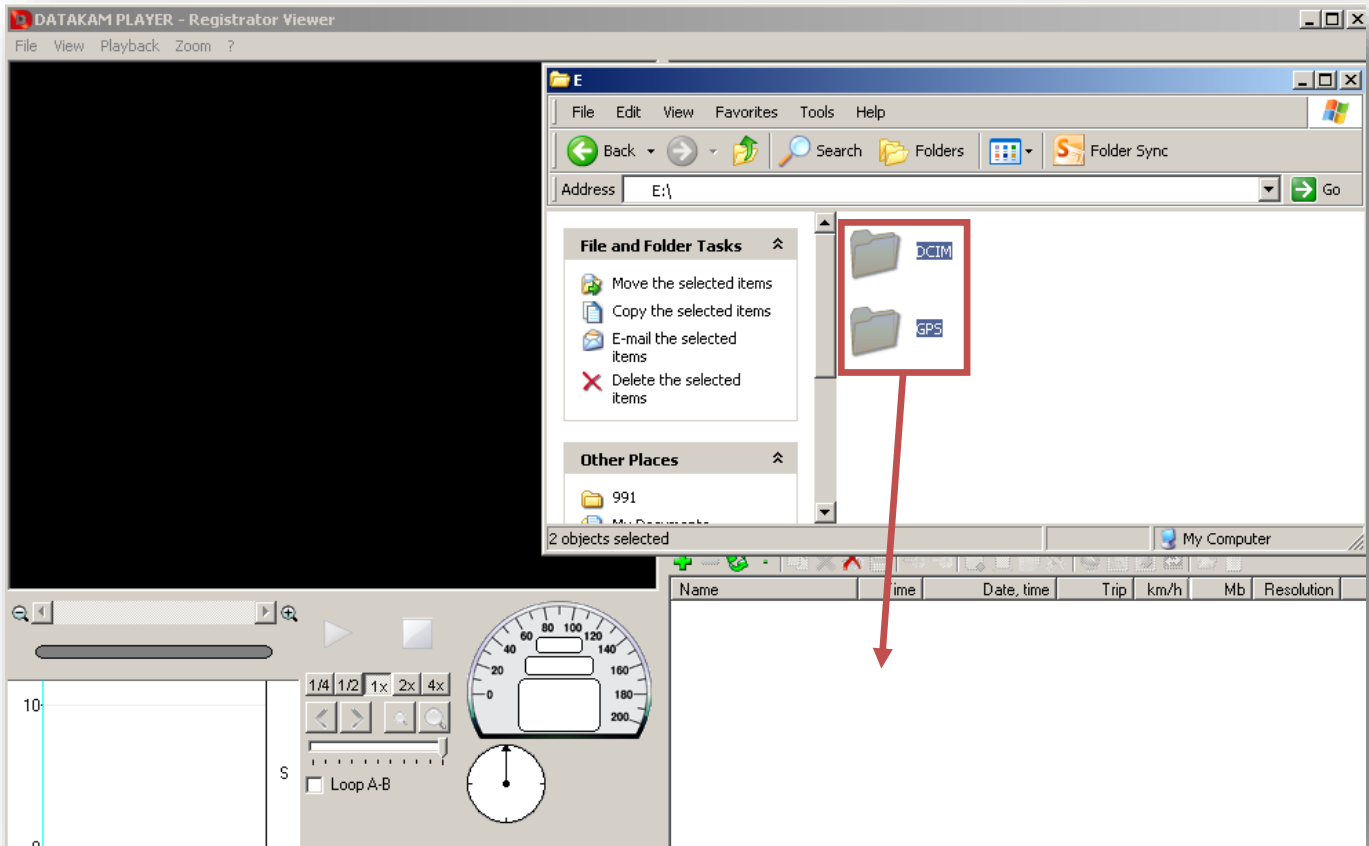 DATAKAM PLAYER - Registrator Viewer
File View Playback Zoom ?
E
File Edit View Favorites Tools Help
Back Search Folders Folder Sync
Address E:\ Go
File and Folder Tasks
Move the selected items
Copy the selected items
E-mail the selected
items
Delete the selected
items
Other Places
991
My Documents
DCIM
GPS
2 objects selected My Computer
Name Time Date, time Trip km/h Mb Resolution
1/4 1/2 1x 2x 4x
Loop A-B
10
S
0 20 40 60 80 100 120 140 160 180 200